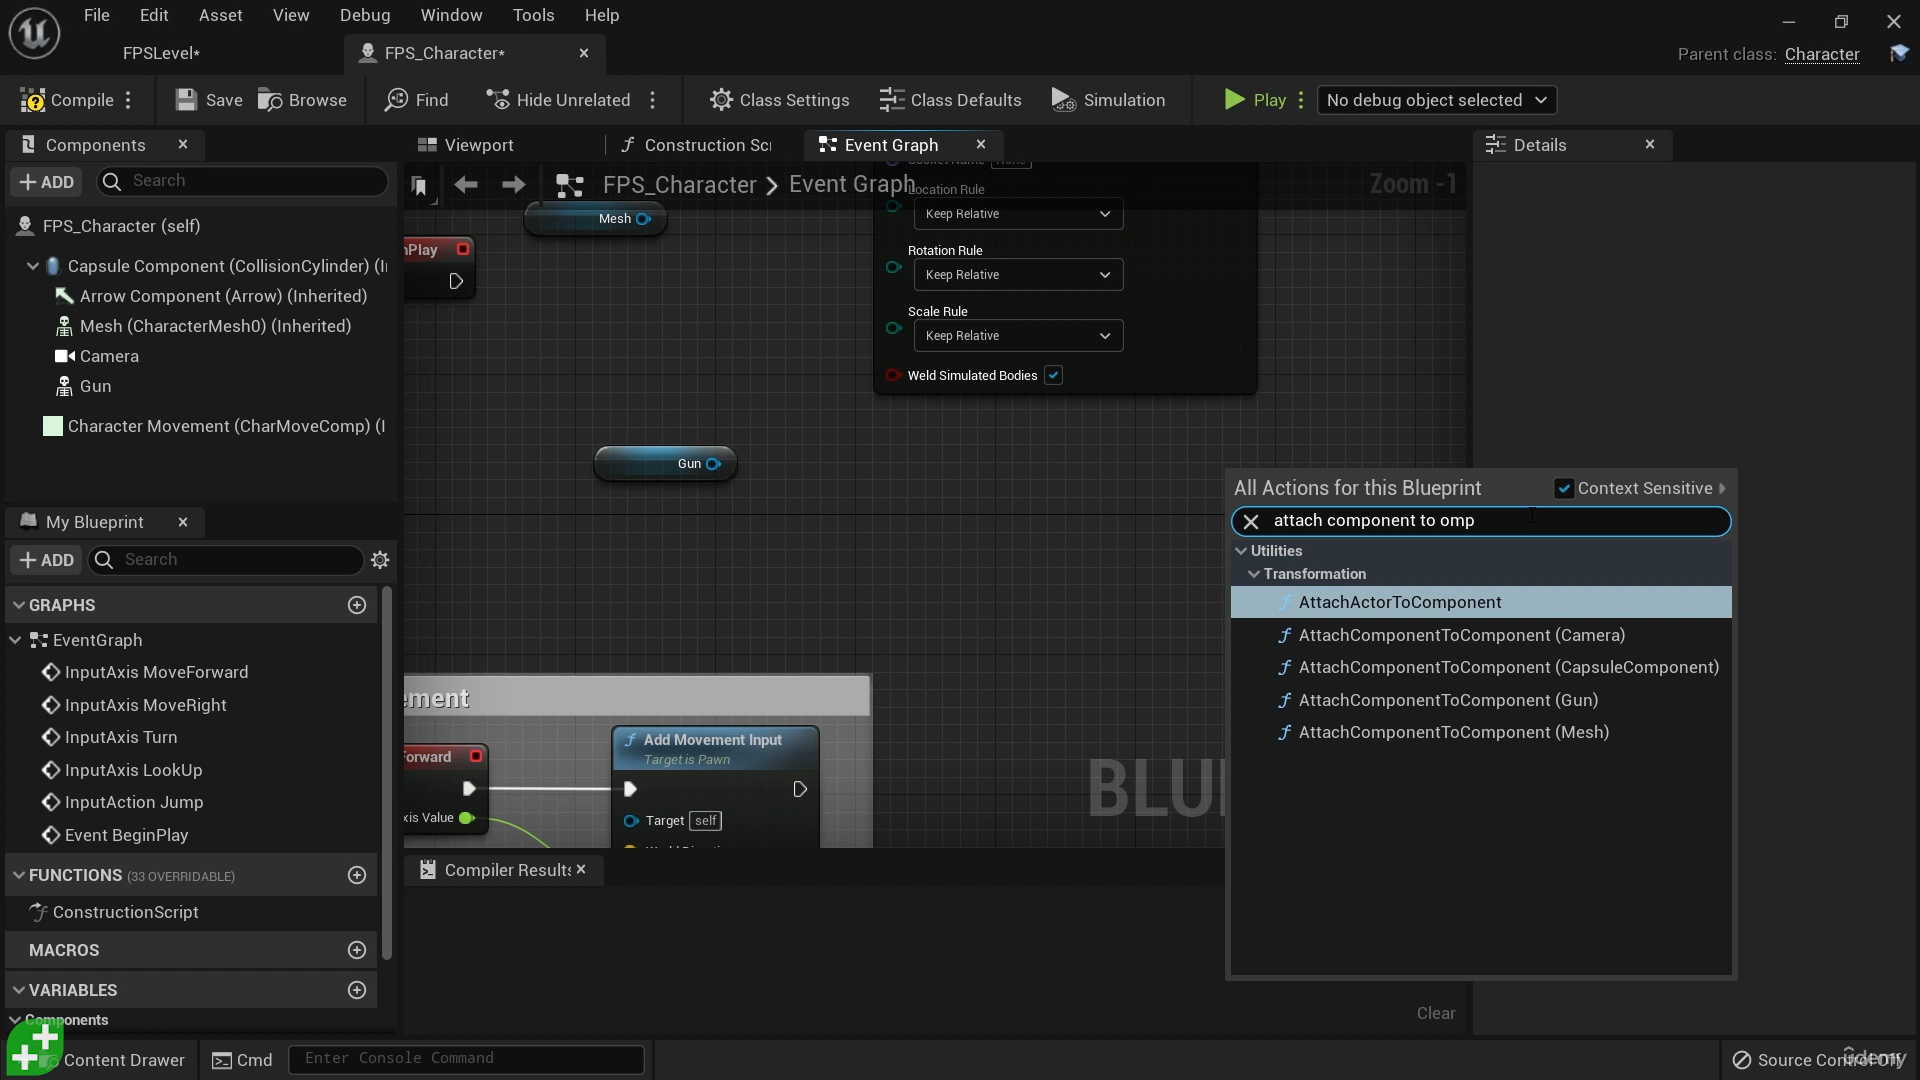 File Edit Asset View Debug Window Tools Help
FPSLevel* FPS_Character*
Parent class: Character
Compile Save Browse Find Hide Unrelated Class Settings Class Defaults Simulation Play No debug object selected
Components Viewport Construction Scr Event Graph Details
ADD Search
FPS_Character Event Graph Zoom -1
FPS_Character (self)
Capsule Component (CollisionCylinder) (I
Arrow Component (Arrow) (Inherited)
Mesh (CharacterMesh0) (Inherited)
Camera
Gun
Character Movement (CharMoveComp) (I
Mesh
nPlay
Location Rule
Keep Relative
Rotation Rule
Keep Relative
Scale Rule
Keep Relative
Weld Simulated Bodies
Gun
All Actions for this Blueprint Context Sensitive
attach component to omp
Utilities
Transformation
AttachActorToComponent
AttachComponentToComponent (Camera)
AttachComponentToComponent (CapsuleComponent)
AttachComponentToComponent (Gun)
AttachComponentToComponent (Mesh)
My Blueprint
ADD Search
GRAPHS
EventGraph
InputAxis MoveForward
InputAxis MoveRight
InputAxis Turn
InputAxis LookUp
InputAction Jump
Event BeginPlay
FUNCTIONS (33 OVERRIDABLE)
ConstructionScript
MACROS
VARIABLES
Components
ement
orward
xis Value
Add Movement Input
Target is Pawn
Target self
BLU
Compiler Results
Clear
Content Drawer Cmd Enter Console Command
Source Control Off
udemy